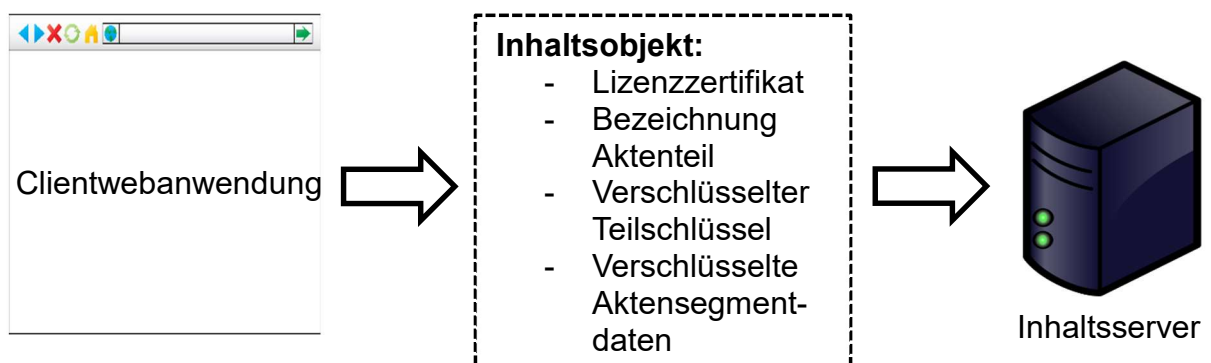 Clientwebanwendung
Inhaltsobjekt:
- Lizenzzertifikat
- Bezeichnung
Aktenteil
- Verschlüsselter
Teilschlüssel
- Verschlüsselte
Aktensegment-
daten
Inhaltsserver